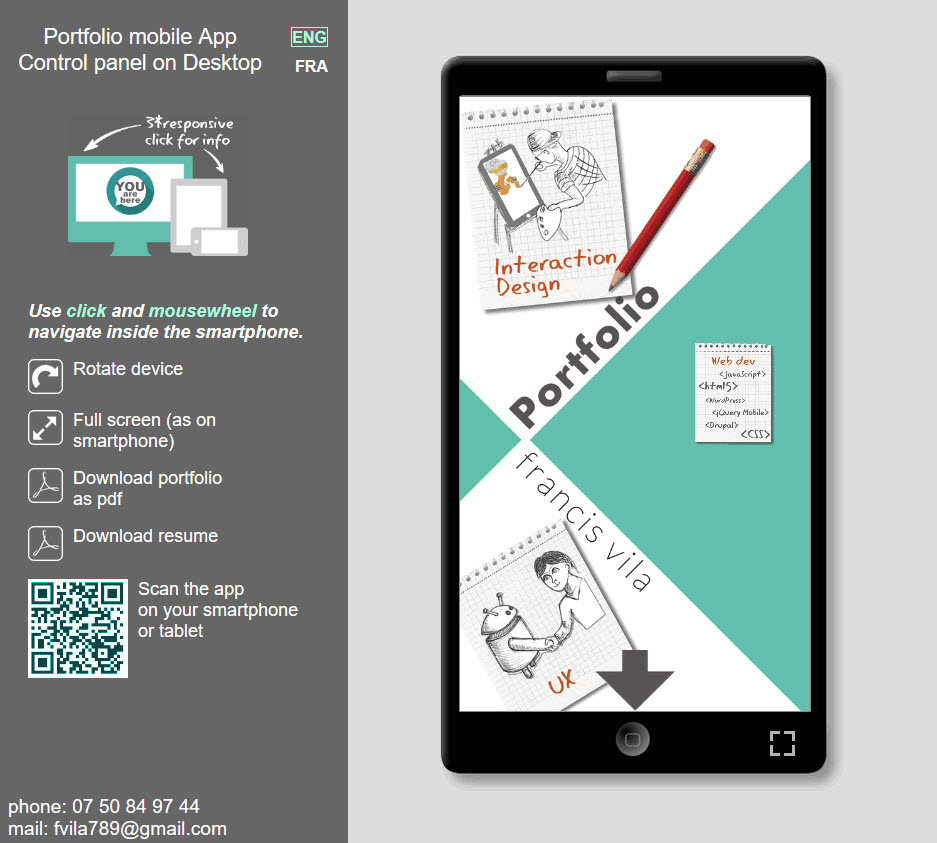 Portfolio mobile App
Control panel on Desktop
ENG
FRA
3*responsive
click for info
YOU
are
here
Use click and mousewheel to
navigate inside the smartphone.
Rotate device
Full screen (as on
smartphone)
Download portfolio
as pdf
Download resume
Scan the app
on your smartphone
or tablet
phone: 07 50 84 97 44
mail: fvila789@gmail.com
Interaction
Design
Portfolio
francis vila
Web dev
<JavaScript>
<html5>
<WordPress>
<jQuery Mobile>
<Drupal>
<CSS>
UX